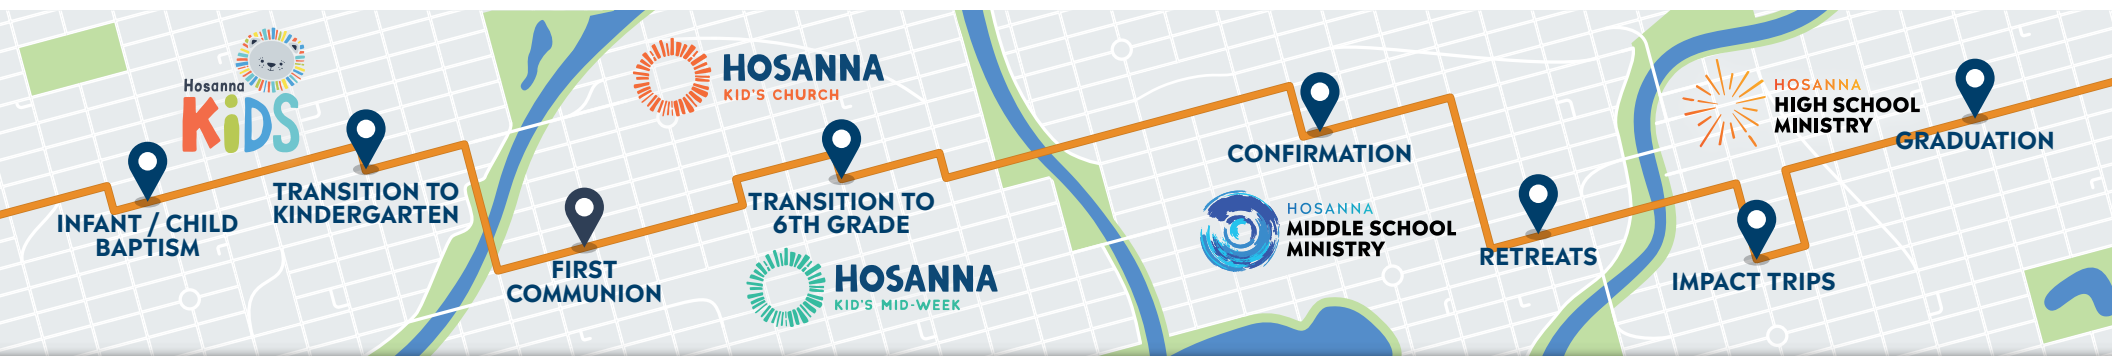 Hosanna
KiDS
INFANT / CHILD
BAPTISM
TRANSITION TO
KINDERGARTEN
HOSANNA
KID'S CHURCH
FIRST
COMMUNION
TRANSITION TO
6TH GRADE
HOSANNA
KID'S MID-WEEK
CONFIRMATION
HOSANNA
MIDDLE SCHOOL
MINISTRY
RETREATS
HOSANNA
HIGH SCHOOL
MINISTRY
IMPACT TRIPS
GRADUATION